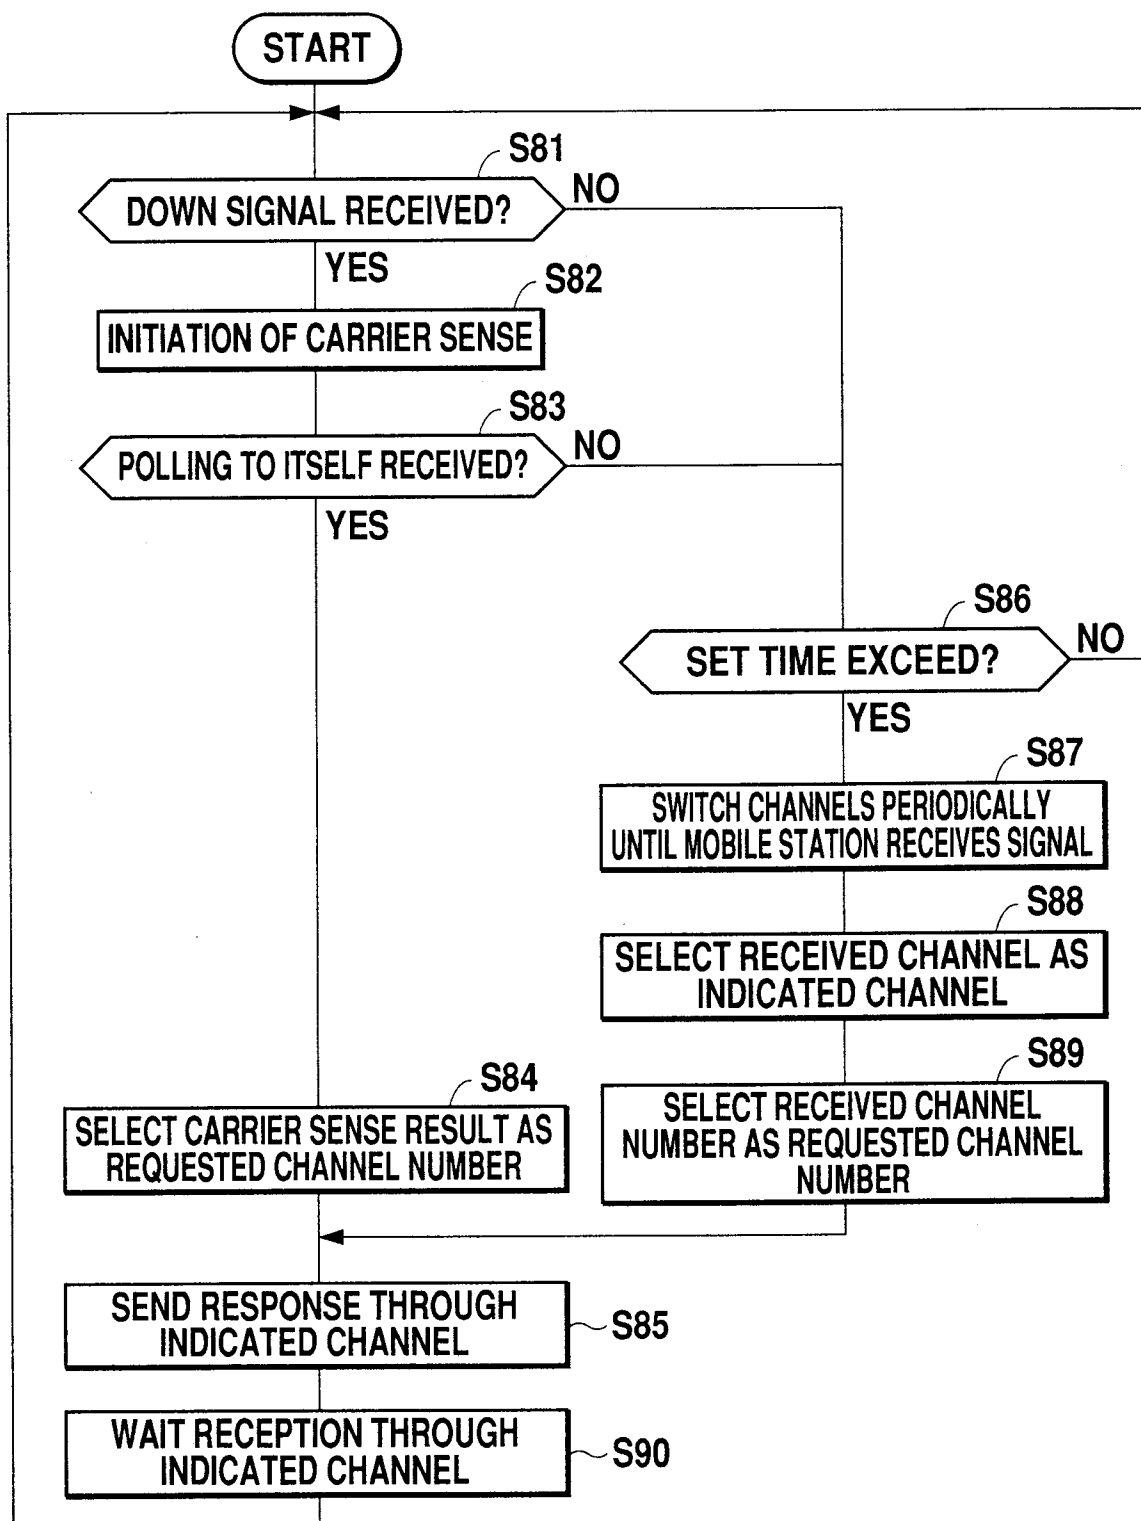 START
S81
DOWN SIGNAL RECEIVED?
NO
YES
S82
INITIATION OF CARRIER SENSE
S83
POLLING TO ITSELF RECEIVED?
NO
YES
S86
SET TIME EXCEED?
NO
YES
S87
SWITCH CHANNELS PERIODICALLY
UNTIL MOBILE STATION RECEIVES SIGNAL
S88
SELECT RECEIVED CHANNEL AS
INDICATED CHANNEL
S89
SELECT RECEIVED CHANNEL
NUMBER AS REQUESTED CHANNEL
NUMBER
S84
SELECT CARRIER SENSE RESULT AS
REQUESTED CHANNEL NUMBER
SEND RESPONSE THROUGH
INDICATED CHANNEL
S85
WAIT RECEPTION THROUGH
INDICATED CHANNEL
S90